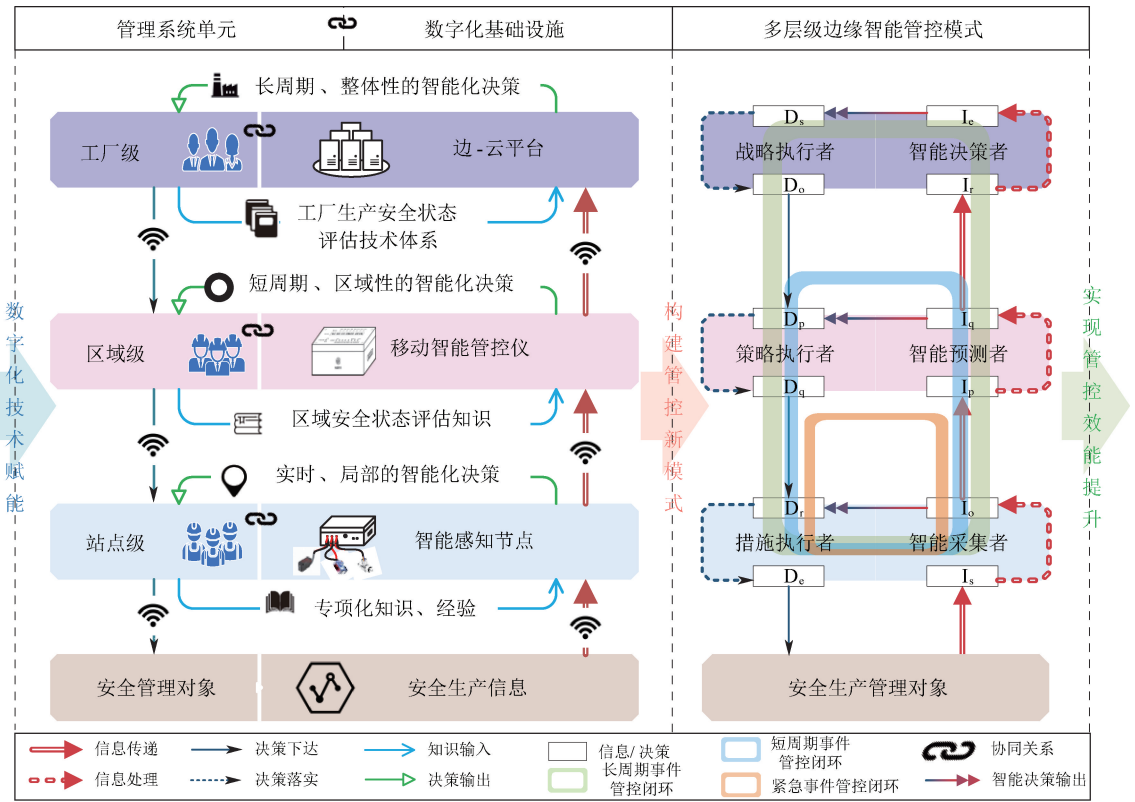 管理系统单元
数字化基础设施
多层级边缘智能管控模式
数字化技术赋能
长周期、整体性的智能化决策
工厂级
边-云平台
工厂生产安全状态
评估技术体系
短周期、区域性的智能化决策
区域级
移动智能管控仪
区域安全状态评估知识
实时、局部的智能化决策
站点级
智能感知节点
专项化知识、经验
安全管理对象
安全生产信息
构建管控新模式
Ds
Ie
战略执行者
智能决策者
Do
Ir
Dp
Iq
策略执行者
智能预测者
Dq
Ip
Dr
Io
措施执行者
智能采集者
De
Is
安全生产管理对象
实现管控效能提升
信息传递
决策下达
知识输入
信息/决策
短周期事件
管控闭环
协同关系
信息处理
决策落实
决策输出
长周期事件
管控闭环
紧急事件管控闭环
智能决策输出